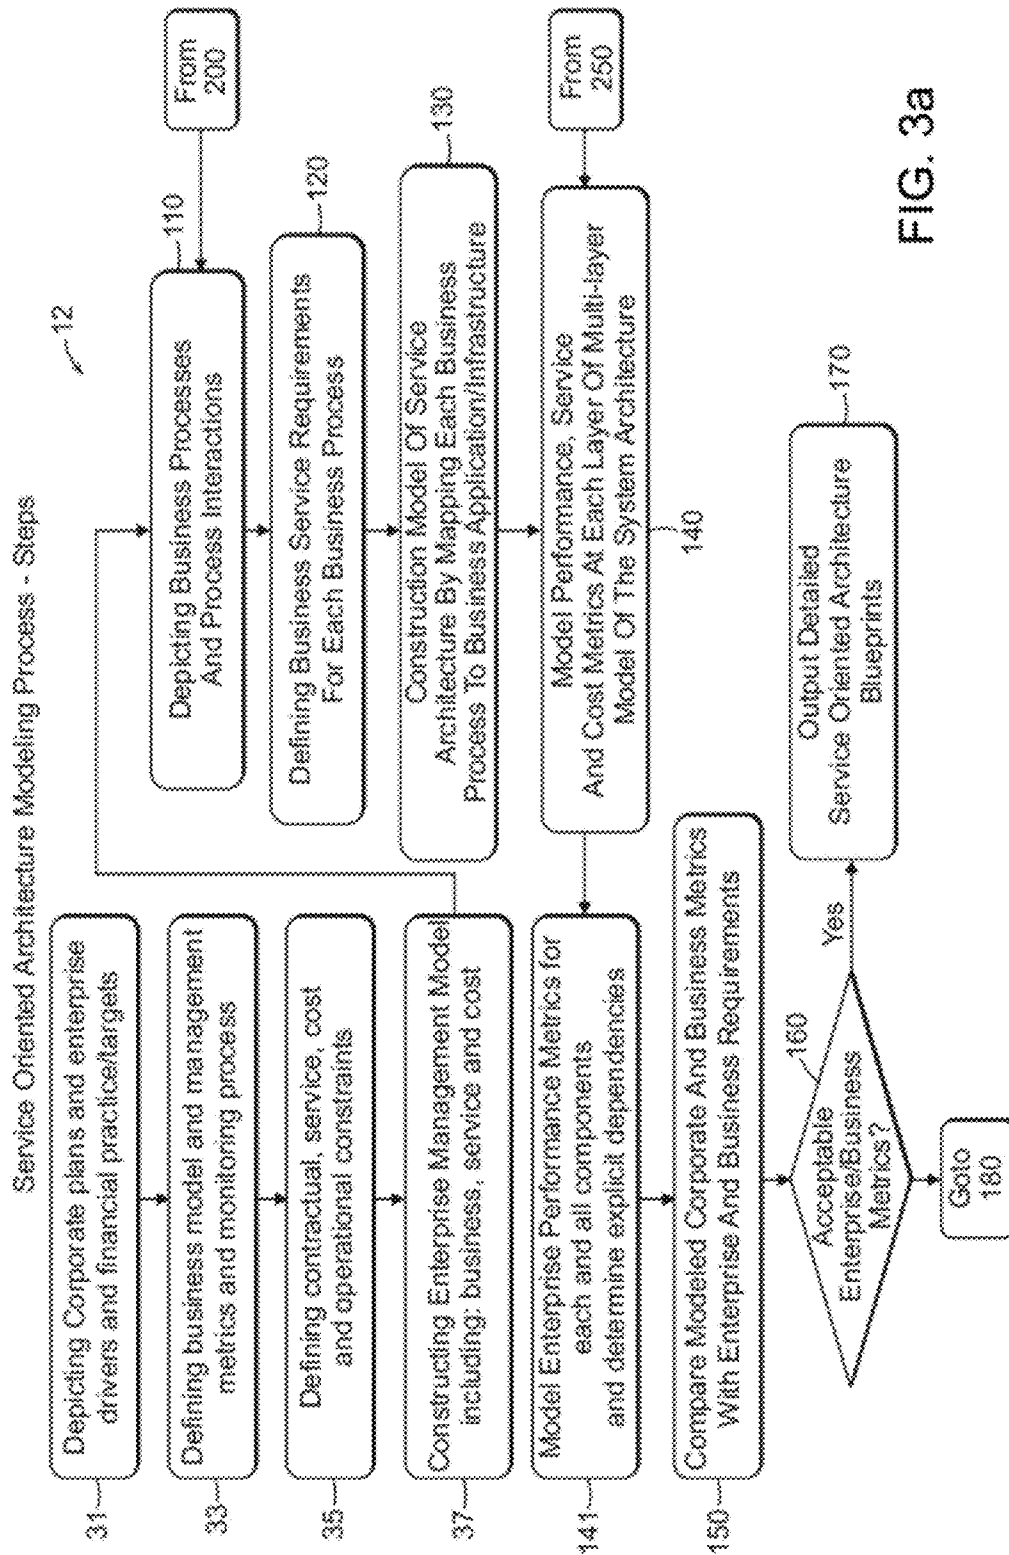 Service Oriented Architecture Modeling Process - Steps
12
31
Depicting Corporate plans and enterprise
drivers and financial practice/targets
33
Defining business model and management
metrics and monitoring process
35
Defining contractual, service, cost
and operational constraints
37
Constructing Enterprise Management Model
including: business, service and cost
110
Depicting Business Processes
And Process Interactions
From
200
120
Defining Business Service Requirements
For Each Business Process
130
Construction Model Of Service
Architecture By Mapping Each Business
Process To Business Application/Infrastructure
140
Model Performance, Service
And Cost Metrics At Each Layer Of Multi-layer
Model Of The System Architecture
From
250
141
Model Enterprise Performance Metrics for
each and all components
and determine explicit dependencies
150
Compare Modeled Corporate And Business Metrics
With Enterprise And Business Requirements
160
Acceptable
Enterprise/Business
Metrics?
Yes
170
Output Detailed
Service Oriented Architecture
Blueprints
Goto
180
FIG. 3a